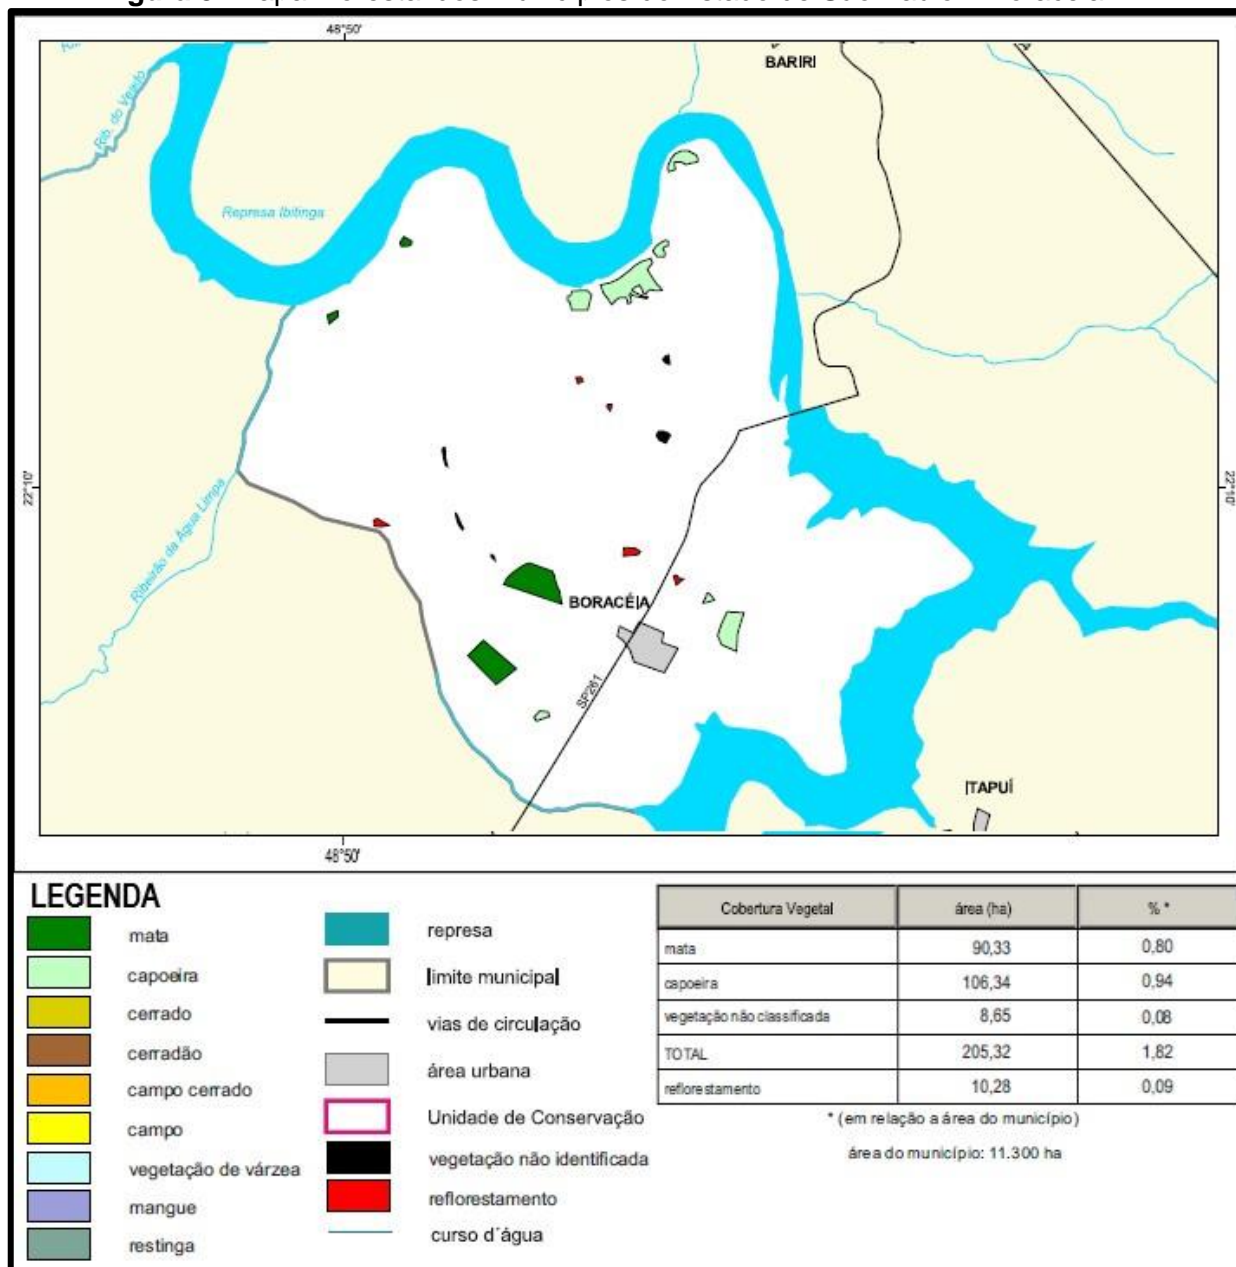 48°50'
BARIRI
Rib. do Veado
Represa Ibitinga
22°10'
22°10'
Ribeirão da Água Limpa
BORACÉIA
SP261
ITAPUÍ
48°50'
LEGENDA
mata
capoeira
cerrado
cerradão
campo cerrado
campo
vegetação de várzea
mangue
restinga
represa
limite municipal
vias de circulação
área urbana
Unidade de Conservação
vegetação não identificada
reflorestamento
curso d´água
Cobertura Vegetal área (ha) % *
mata 90,33 0,80
capoeira 106,34 0,94
vegetação não classificada 8,65 0,08
TOTAL 205,32 1,82
reflorestamento 10,28 0,09
* (em relação a área do município)
área do município: 11.300 ha